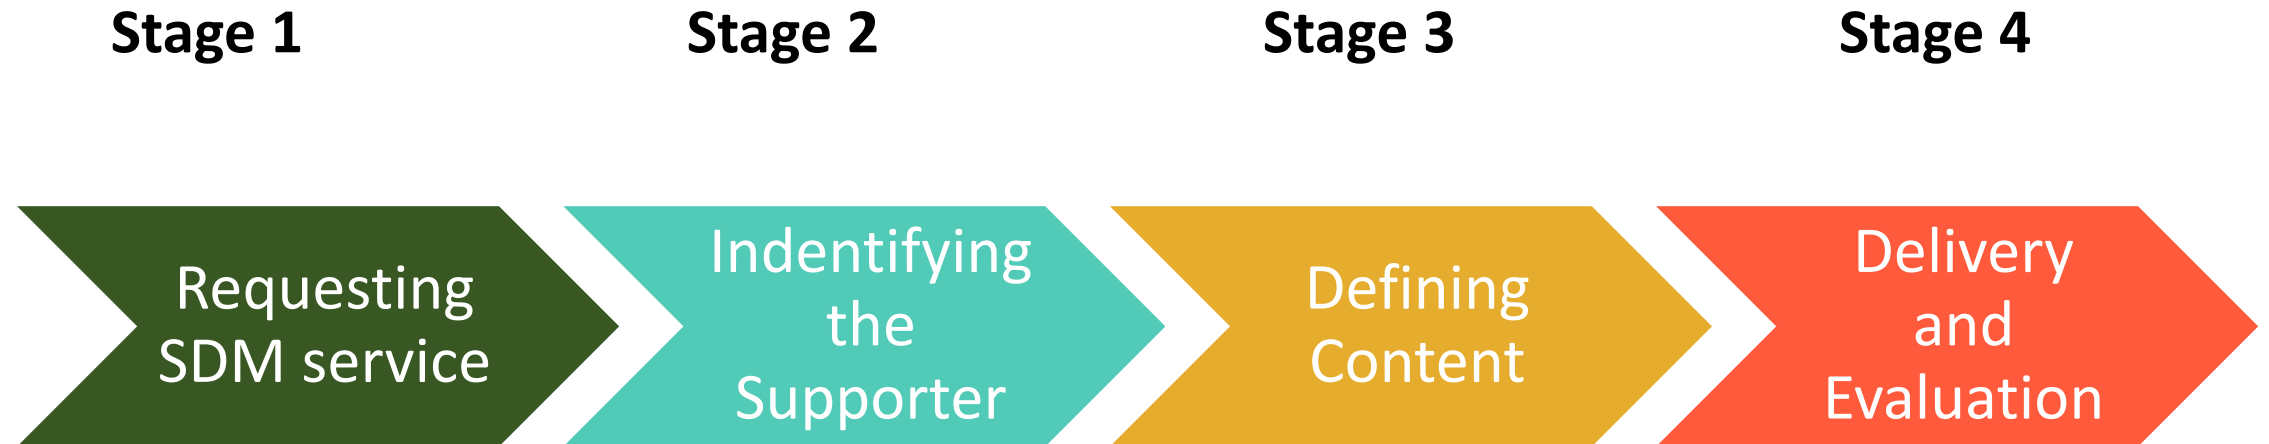 Stage 1
Stage 2
Stage 3
Stage 4
Requesting
SDM service
Indentifying
the
Supporter
Defining
Content
Delivery
and
Evaluation